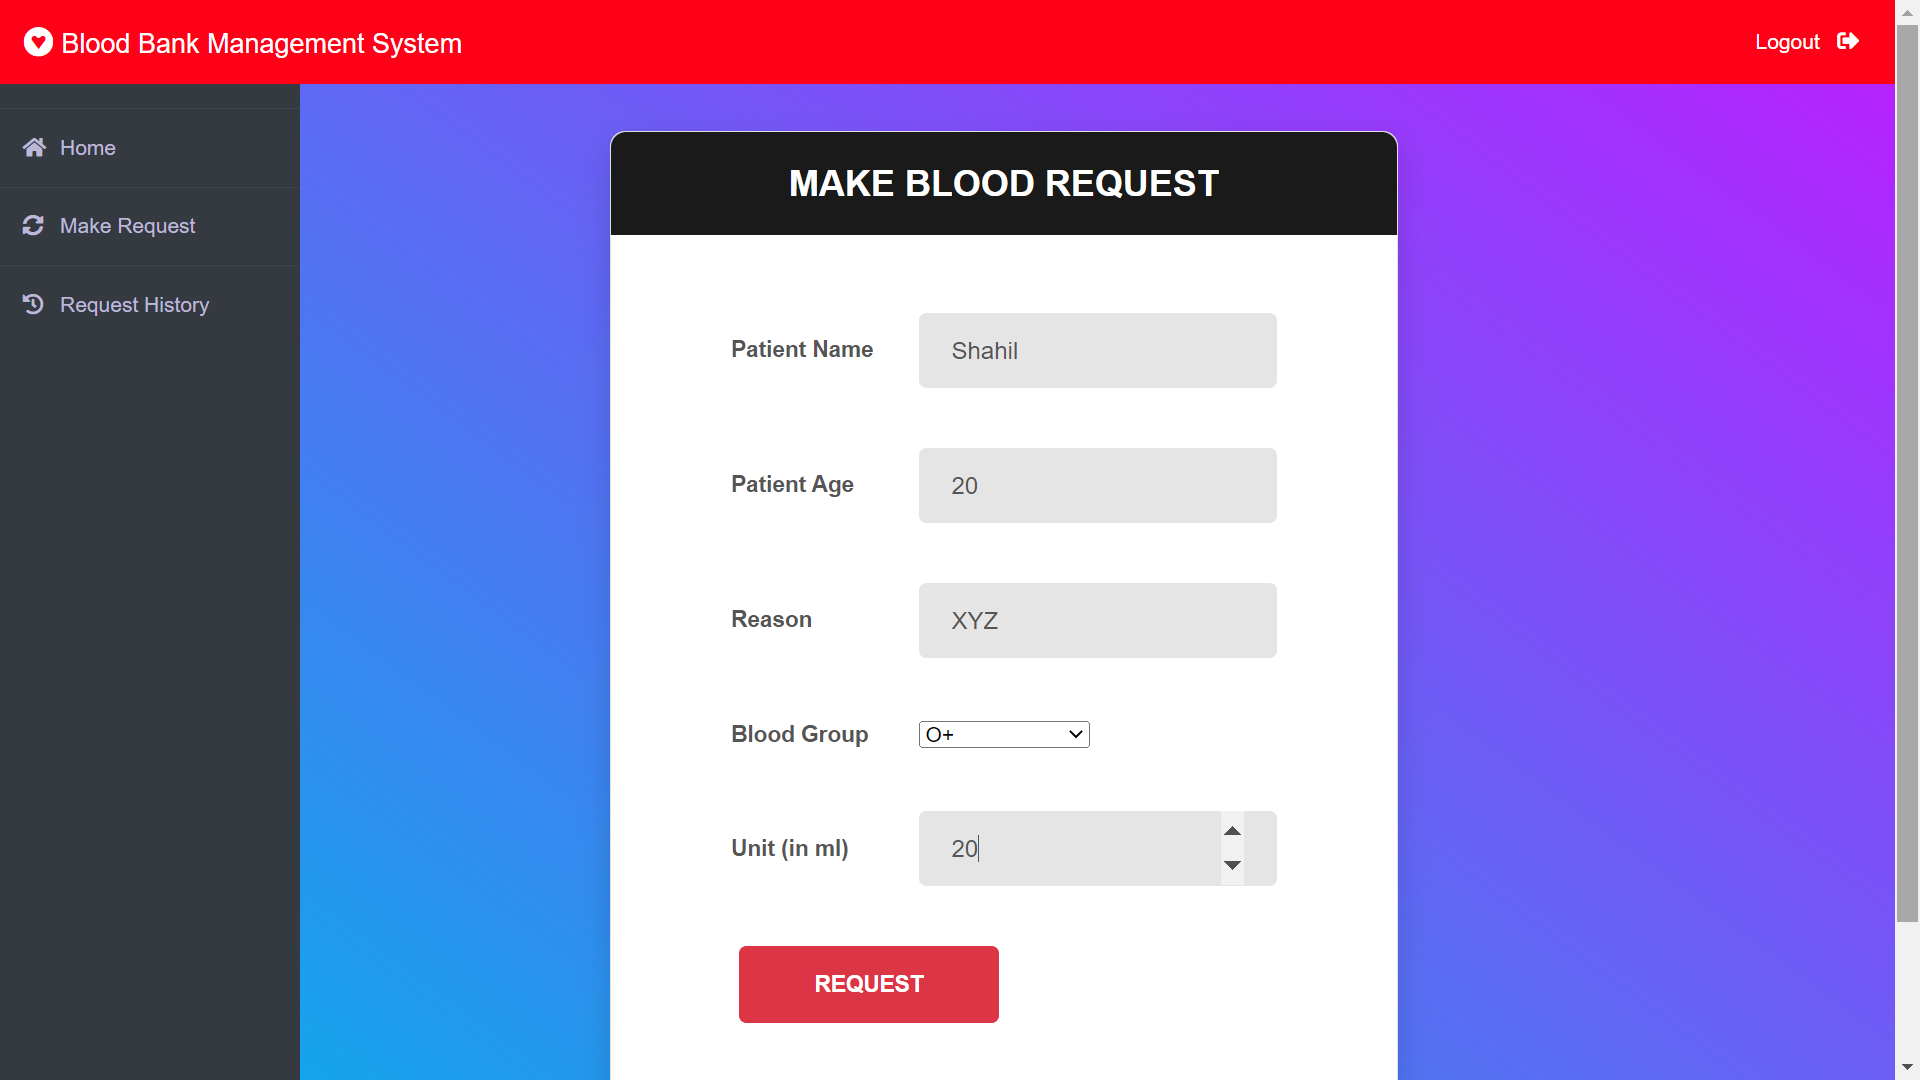 Blood Bank Management System
Logout
Home
Make Request
Request History
MAKE BLOOD REQUEST
Patient Name
Shahil
Patient Age
20
Reason
XYZ
Blood Group
O+
Unit (in ml)
20
REQUEST